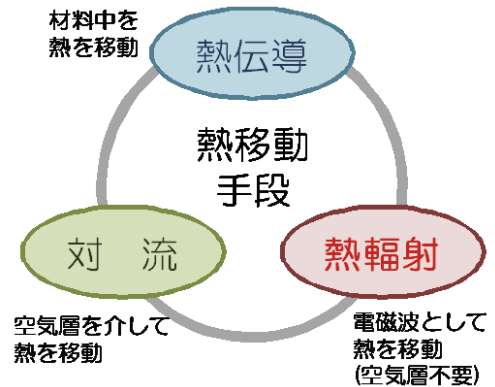 材料中を
熱を移動
熱伝導
熱移動
手段
対 流
熱輻射
空気層を介して
熱を移動
電磁波として
熱を移動
(空気層不要)